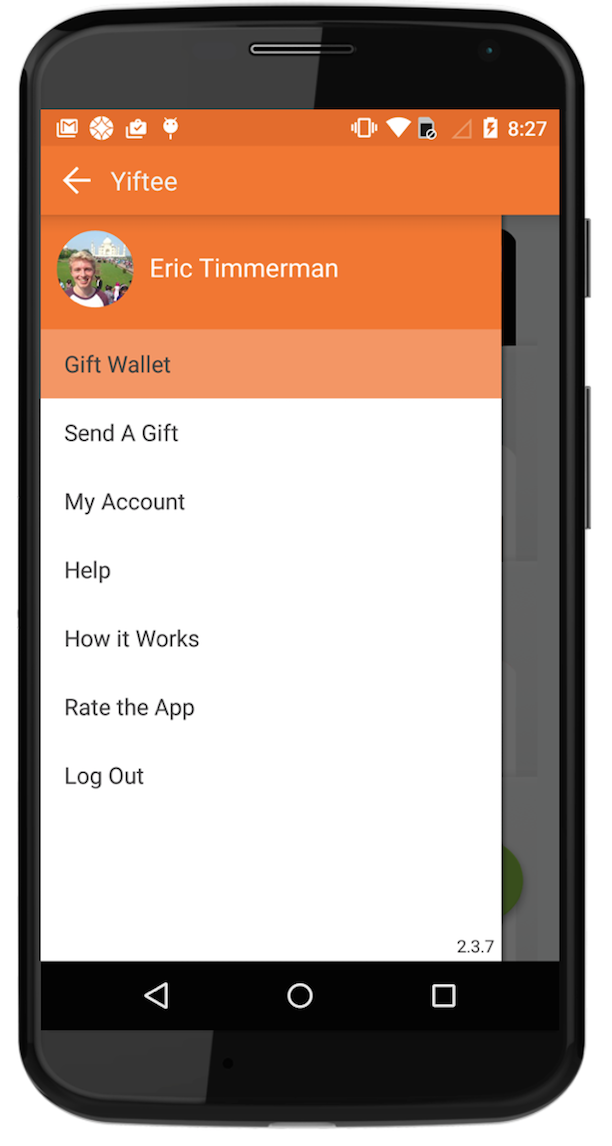 8:27
Yiftee
Eric Timmerman
Gift Wallet
Send A Gift
My Account
Help
How it Works
Rate the App
Log Out
2.3.7